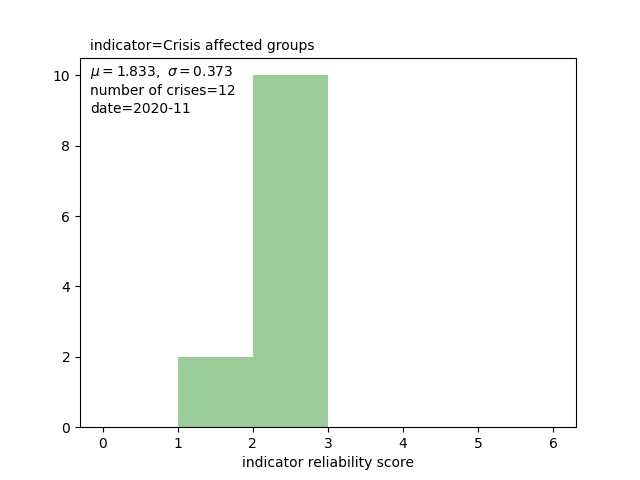 indicator=Crisis affected groups
μ = 1.833, σ = 0.373
number of crises=12
date=2020-11
10
8
6
4
2
0
0 1 2 3 4 5 6
indicator reliability score